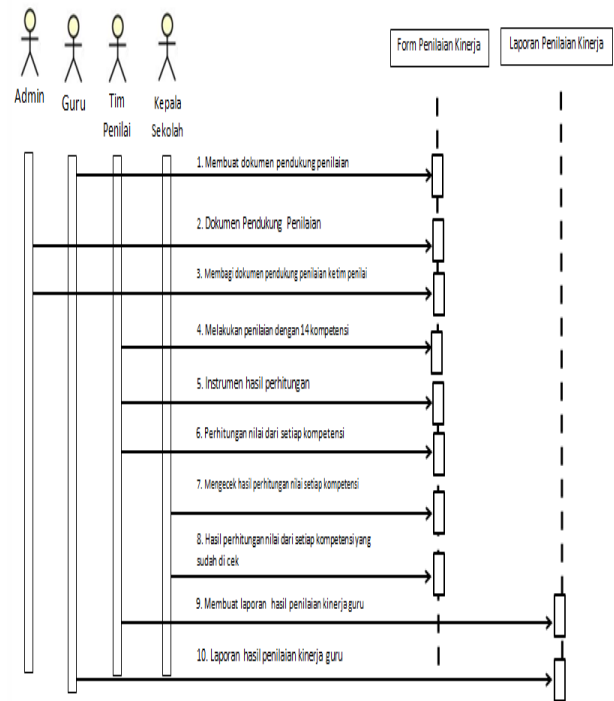 Form Penilaian Kinerja
Laporan Penilaian Kinerja
Admin
Guru
Tim
Penilai
Kepala
Sekolah
1. Membuat dokumen pendukung penilaian
2. Dokumen Pendukung Penilaian
3. Membagi dokumen pendukung penilaian ketim penilai
4. Melakukan penilaian dengan 14 kompetensi
5. Instrumen hasil perhitungan
6. Perhitungan nilai dari setiap kompetensi
7. Mengecek hasil perhitungan nilai setiap kompetensi
8. Hasil perhitungan nilai dari setiap kompetensi yang
sudah di cek
9. Membuat laporan hasil penilaian kinerja guru
10. Laporan hasil penilaian kinerja guru